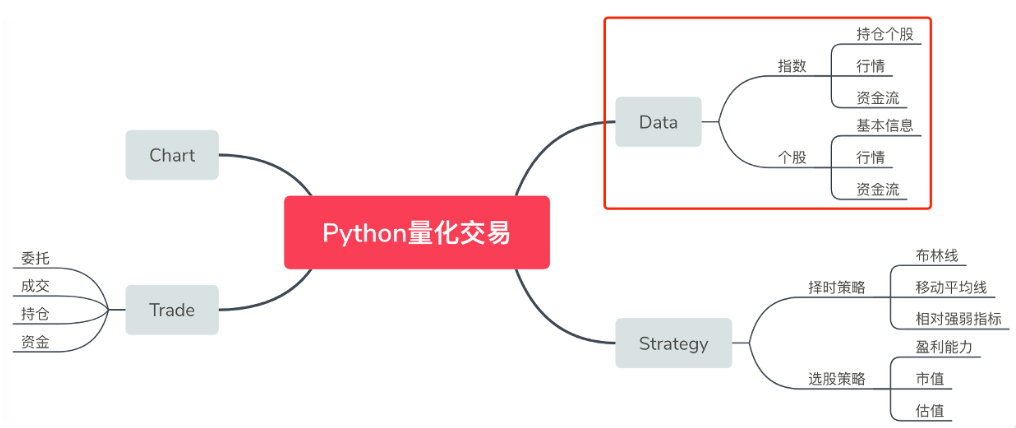 Python量化交易
Chart
Trade
委托
成交
持仓
资金
Data
指数
持仓个股
行情
资金流
个股
基本信息
行情
资金流
Strategy
择时策略
布林线
移动平均线
相对强弱指标
选股策略
盈利能力
市值
估值